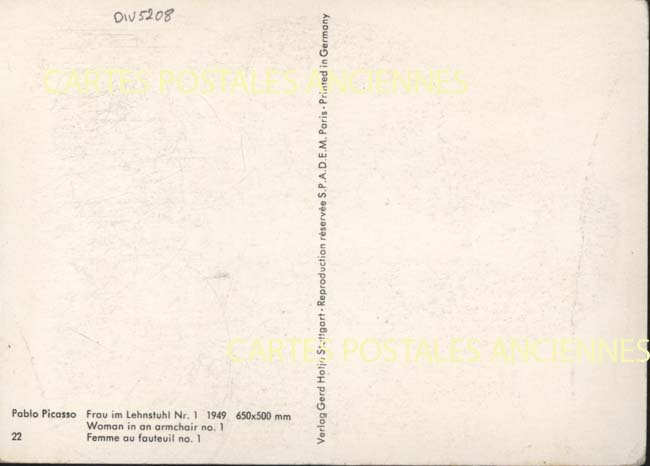 DIV5208
CARTES POSTALES ANCIENNES
Verlag Gerd Hatje Stuttgart · Reproduction réservée S.P.A.D.E.M. Paris · Printed in Germany
CARTES POSTALES ANCIENNES
Pablo Picasso Frau im Lehnstuhl Nr. 1 1949 650x500 mm
Woman in an armchair no. 1
22 Femme au fauteuil no. 1